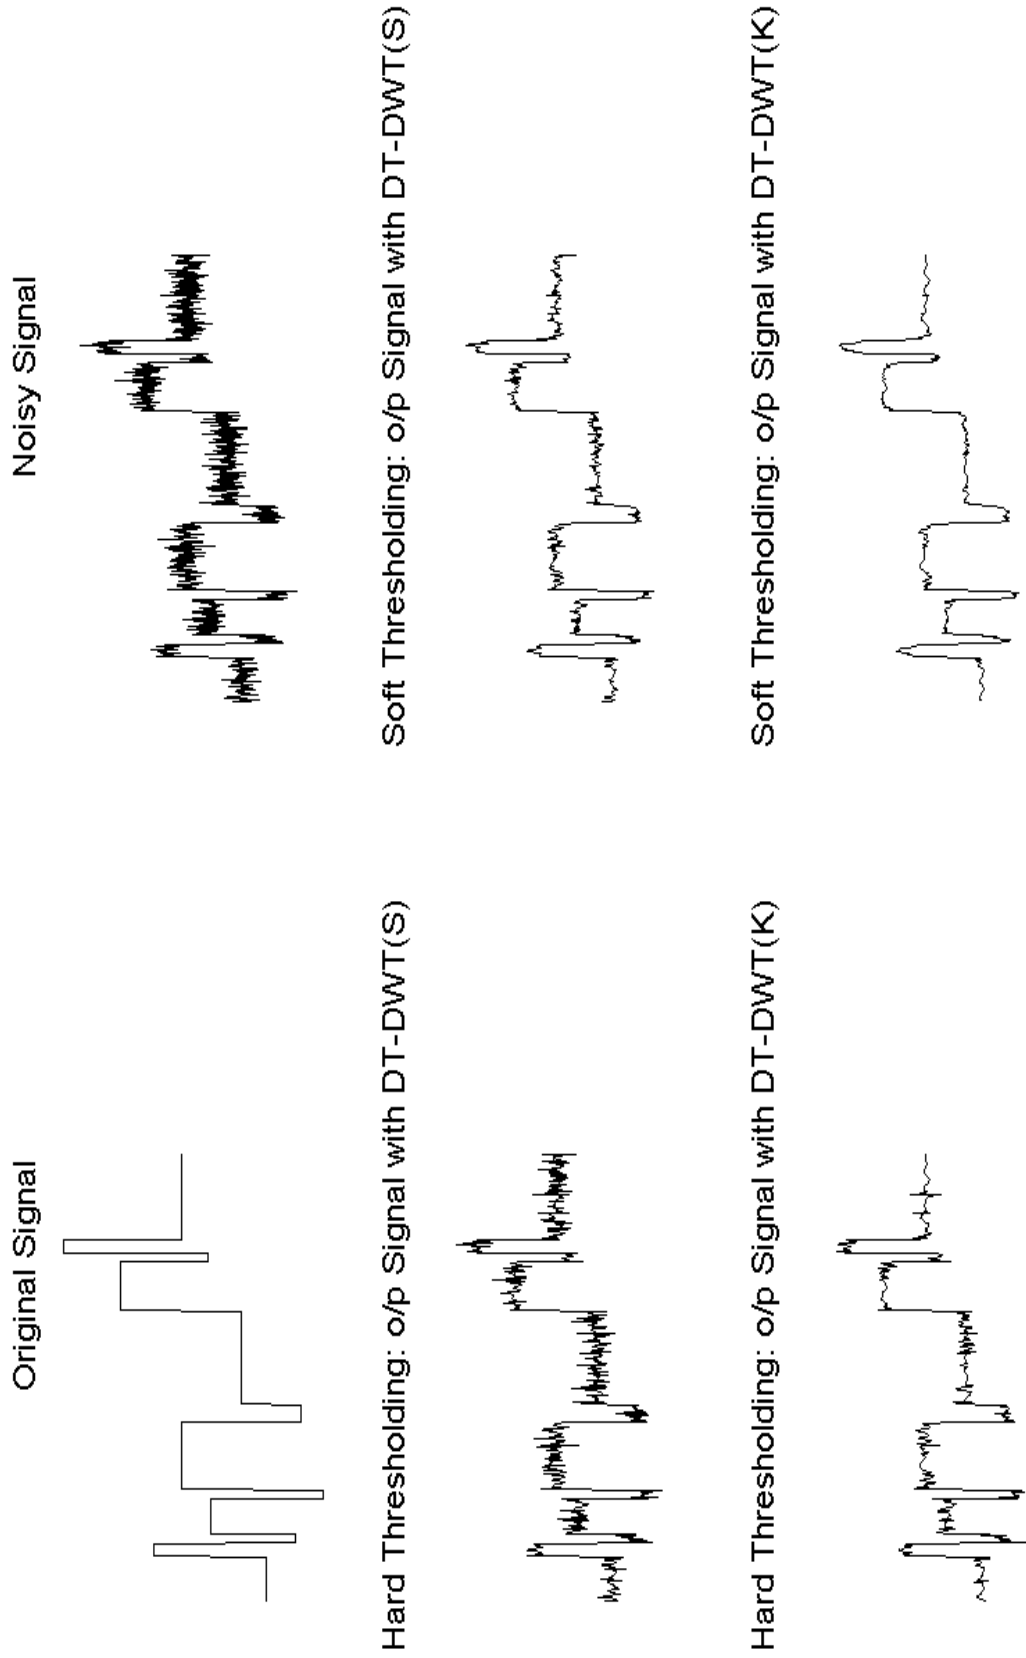 Original Signal
Noisy Signal
Hard Thresholding: o/p Signal with DT-DWT(S)
Soft Thresholding: o/p Signal with DT-DWT(S)
Hard Thresholding: o/p Signal with DT-DWT(K)
Soft Thresholding: o/p Signal with DT-DWT(K)